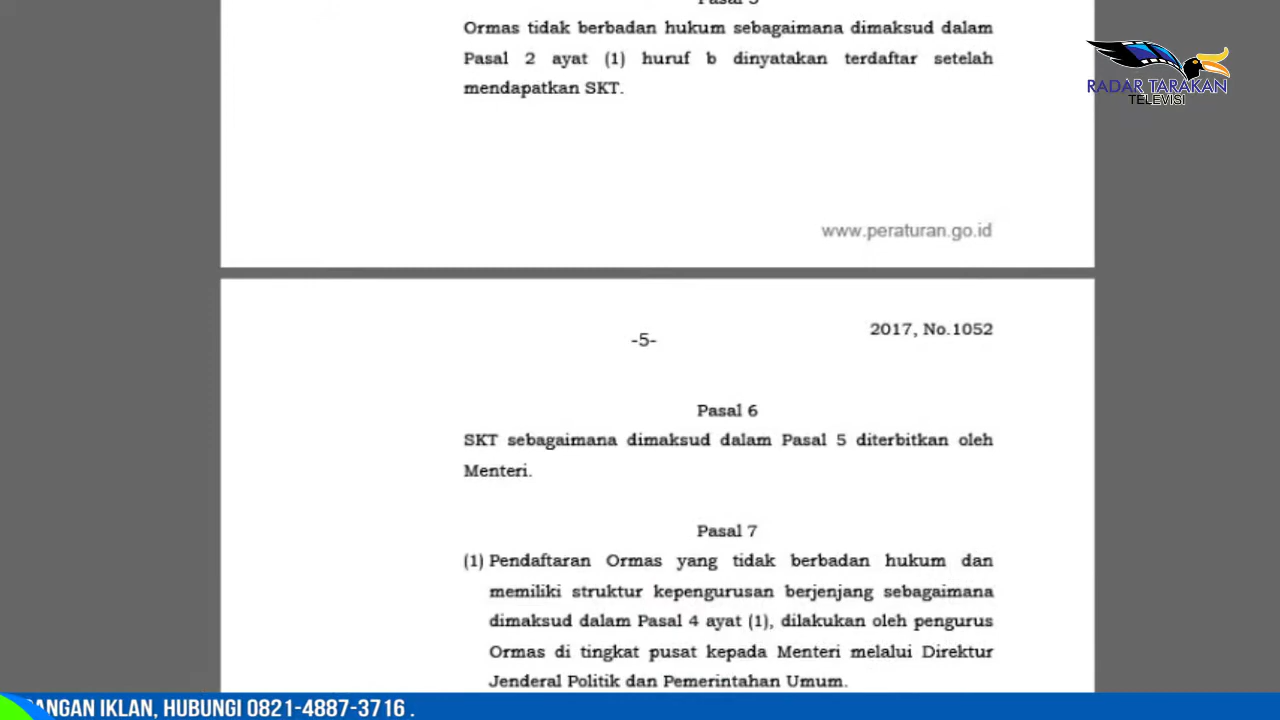 Pasal 5
Ormas tidak berbadan hukum sebagaimana dimaksud dalam
Pasal 2 ayat (1) huruf b dinyatakan terdaftar setelah
mendapatkan SKT.
RADAR TARAKAN
TELEVISI
www.peraturan.go.id
2017, No.1052
-5-
Pasal 6
SKT sebagaimana dimaksud dalam Pasal 5 diterbitkan oleh
Menteri.
Pasal 7
(1) Pendaftaran Ormas yang tidak berbadan hukum dan
memiliki struktur kepengurusan berjenjang sebagaimana
dimaksud dalam Pasal 4 ayat (1), dilakukan oleh pengurus
Ormas di tingkat pusat kepada Menteri melalui Direktur
Jenderal Politik dan Pemerintahan Umum.
IKLAN, HUBUNGI 0821-4887-3716 .